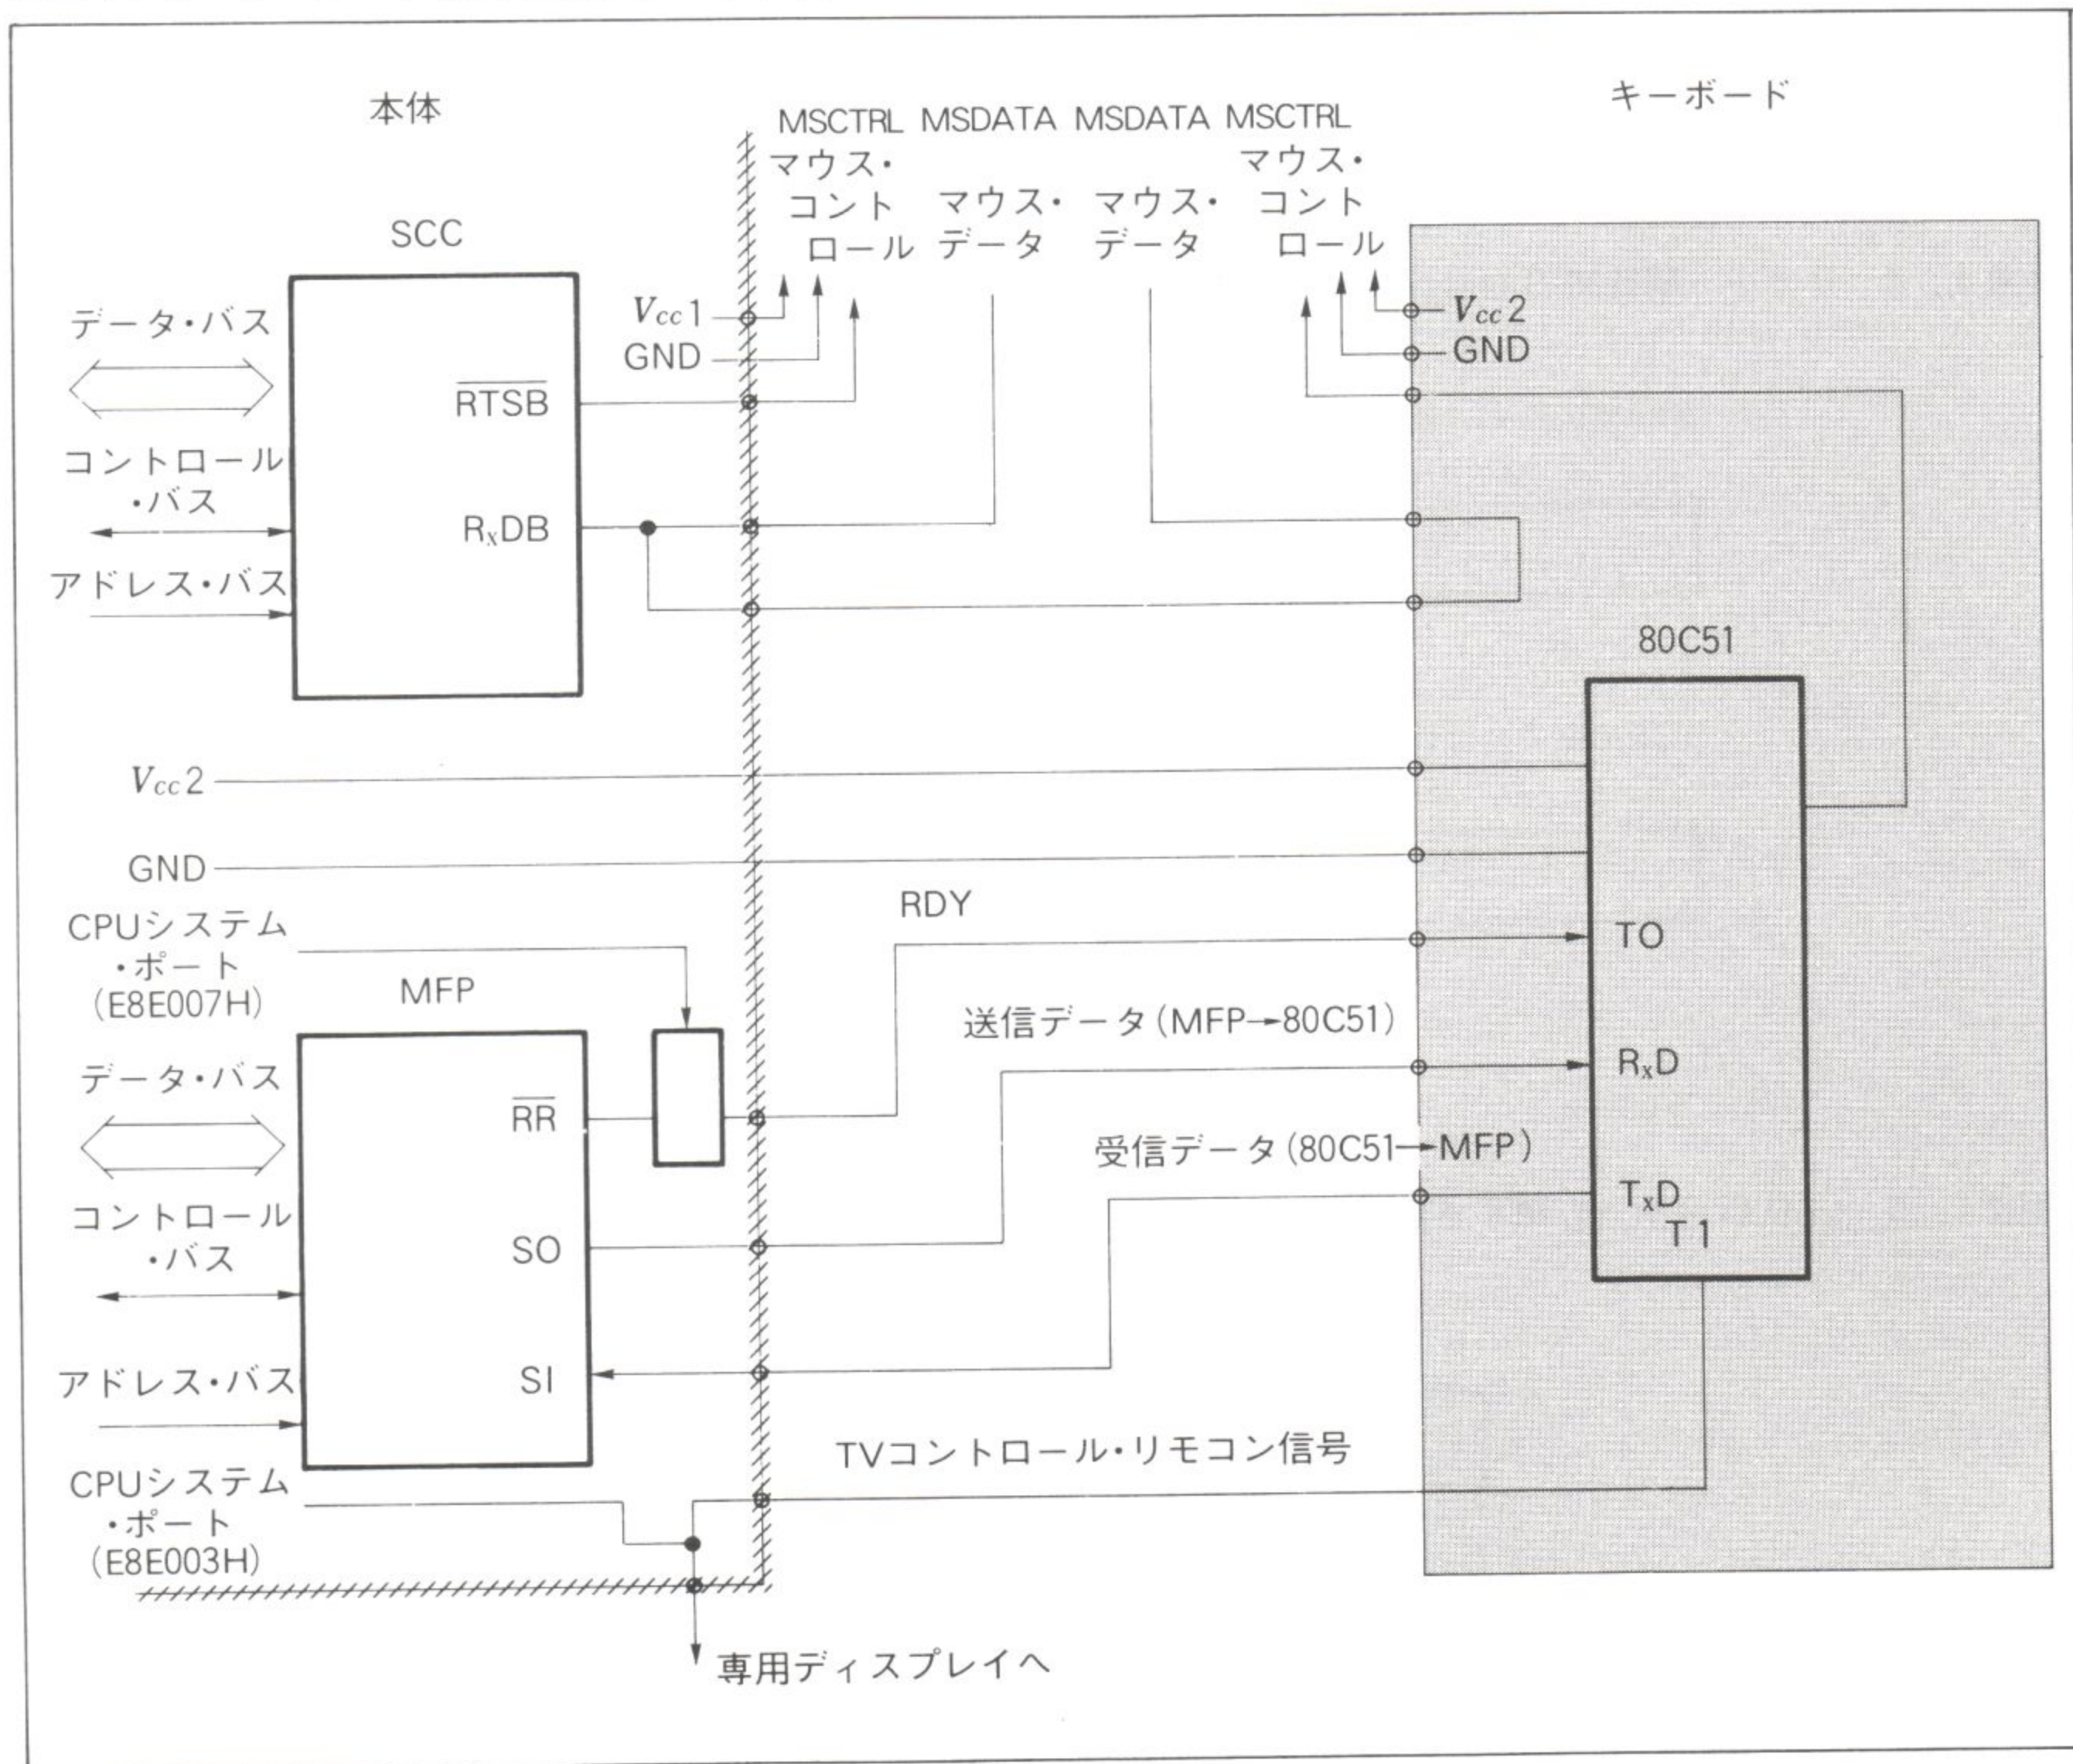 本体
キーボード
MSCTRL MSDATA MSDATA MSCTRL
マウス・
コント
ロール
マウス・
データ
マウス・
データ
マウス・
コント
ロール
SCC
データ・バス
コントロール
・バス
アドレス・バス
RTSB
RxDB
Vcc1
GND
Vcc2
GND
80C51
Vcc2
GND
CPUシステム
・ポート
(E8E007H)
MFP
データ・バス
コントロール
・バス
アドレス・バス
RR
SO
SI
RDY
送信データ(MFP→80C51)
受信データ(80C51→MFP)
TO
RxD
TxD
T1
TVコントロール・リモコン信号
CPUシステム
・ポート
(E8E003H)
専用ディスプレイへ